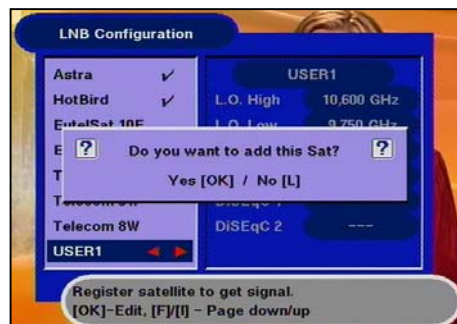 LNB Configuration
Astra ✓
HotBird ✓
EutelSat 10E
USER1
L.O. High 10,600 GHz
L.O. Low 9,750 GHz
Do you want to add this Sat?
Yes [OK] / No [L]
Telecom 8W
USER1
DiSEqC 2 ---
Register satellite to get signal.
[OK]-Edit, [F]/[I] - Page down/up